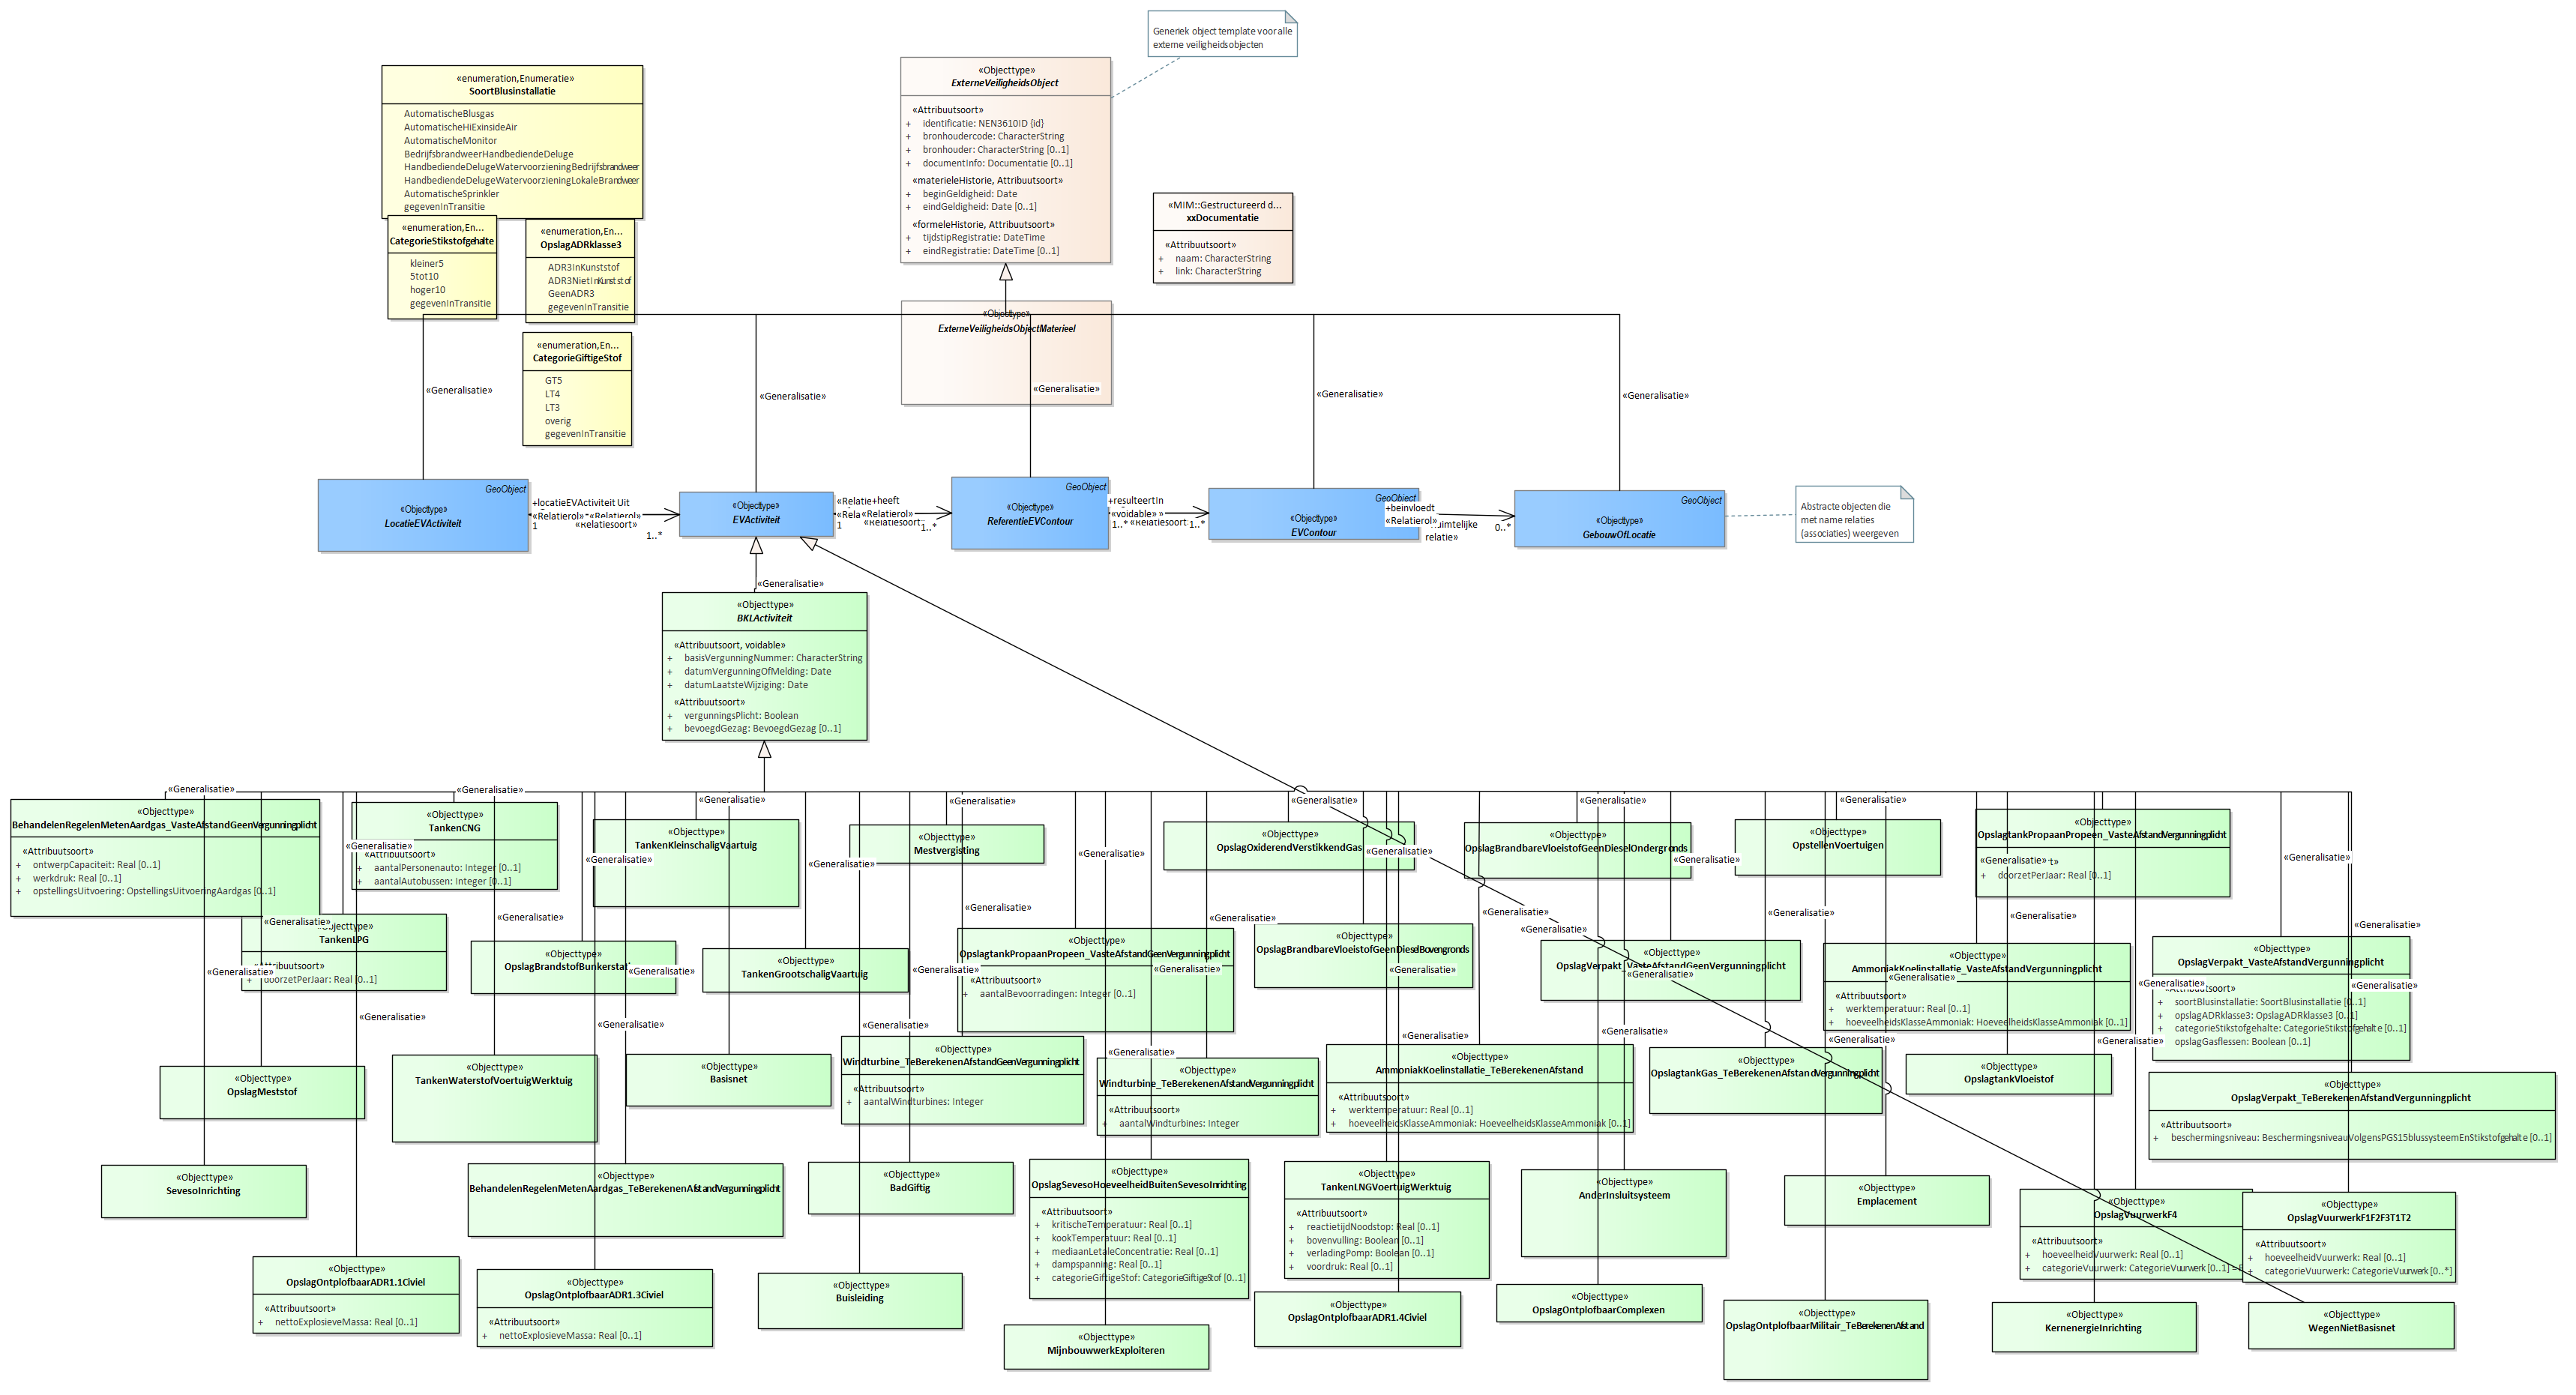 Generiek object template voor alle
externe veiligheidsobjecten
«enumeration,Enumeratie»
SoortBlusinstallatie
AutomatischeBlusgas
AutomatischeHiExinsideAir
AutomatischeMonitor
BedrijfsbrandweerHandbediendeDeluge
HandbediendeDelugeWatervoorzieningBedrijfsbrandweer
HandbediendeDelugeWatervoorzieningLokaleBrandweer
AutomatischeSprinkler
gegevenInTransitie
«enumeration,En...
CategorieStikstofgehalte
kleiner5
5tot10
hoger10
gegevenInTransitie
«enumeration,En...
OpslagADRklasse3
ADR3InKunststof
ADR3NietInKunststof
GeenADR3
gegevenInTransitie
«enumeration,En...
CategorieGiftigeStof
GT5
LT4
LT3
overig
gegevenInTransitie
«Objecttype»
ExterneVeiligheidsObject
«Attribuutsoort»
+ identificatie: NEN3610ID {id}
+ bronhoudercode: CharacterString
+ bronhouder: CharacterString [0..1]
+ documentInfo: Documentatie [0..1]
«materieleHistorie, Attribuutsoort»
+ beginGeldigheid: Date
+ eindGeldigheid: Date [0..1]
«formeleHistorie, Attribuutsoort»
+ tijdstipRegistratie: DateTime
+ eindRegistratie: DateTime [0..1]
«MIM::Gestructureerd d...
xxDocumentatie
«Attribuutsoort»
+ naam: CharacterString
+ link: CharacterString
«Objecttype»
ExterneVeiligheidsObjectMaterieel
«Generalisatie»
«Generalisatie»
«Generalisatie»
«Generalisatie»
«Generalisatie»
GeoObject
«Objecttype»
LocatieEVActiviteit
+locatieEVActiviteit Uit
«Relatierol» «Relatierol»
1
«Relatiesoort»
1..*
«Objecttype»
EVActiviteit
«Relatie +heeft
«Rela «Relatierol»
1
«Relatiesoort
1..*
GeoObject
«Objecttype»
ReferentieEVContour
+resulteertIn
«voidable» »
1..* «Relatiesoort 1..*
GeoObject
«Objecttype»
EVContour
+beinvloedt
«Relatierol»
relatie»
0..*
GeoObject
«Objecttype»
GebouwOfLocatie
Abstracte objecten die
met name relaties
(associaties) weergeven
«Generalisatie»
«Objecttype»
BKLActiviteit
«Attribuutsoort, voidable»
+ basisVergunningNummer: CharacterString
+ datumVergunningOfMelding: Date
+ datumLaatsteWijziging: Date
«Attribuutsoort»
+ vergunningsPlicht: Boolean
+ bevoegdGezag: BevoegdGezag [0..1]
«Generalisatie»
«Generalisatie»
«Generalisatie»
«Generalisatie»
«Generalisatie»
«Generalisatie»
«Generalisatie»
«Objecttype»
BehandelenRegelenMetenAardgas_VasteAfstandGeenVergunningplicht
«Attribuutsoort»
+ ontwerpCapaciteit: Real [0..1]
+ werkdruk: Real [0..1]
+ opstellingsUitvoering: OpstellingsUitvoeringAardgas [0..1]
«Objecttype»
TankenCNG
«Generalisatie»
«Attribuutsoort»
+ aantalPersonenauto: Integer [0..1]
+ aantalAutobussen: Integer [0..1]
«Objecttype»
TankenKleinschaligVaartuig
«Generalisatie»
«Generalisatie»
«Objecttype»
Mestvergisting
«Generalisatie»
«Objecttype»
OpslagOxiderendVerstikkendGas
«Generalisatie»
«Objecttype»
OpslagBrandbareVloeistofGeenDieselOndergronds
«Generalisatie»
«Objecttype»
OpstellenVoertuigen
«Objecttype»
OpslagtankPropaanPropeen_VasteAfstandVergunningplicht
«Generalisatie»
+ doorzetPerJaar: Real [0..1]
«Generalisatie»
«Generalisatie»
«Objecttype»
TankenLPG
«Attribuutsoort»
+ doorzetPerJaar: Real [0..1]
«Generalisatie»
«Generalisatie»
«Objecttype»
OpslagBrandstofBunkerstat
«Generalisatie»
«Objecttype»
TankenGrootschaligVaartuig
«Generalisatie»
«Generalisatie»
«Objecttype»
OpslagtankPropaanPropeen_VasteAfstandGeenVergunningplicht
«Attribuutsoort»
+ aantalBevoorradingen: Integer [0..1]
«Generalisatie»
«Generalisatie»
«Objecttype»
OpslagBrandbareVloeistofGeenDieselBovengronds
«Generalisatie»
«Generalisatie»
«Generalisatie»
«Objecttype»
OpslagVerpakt_VasteAfstandGeenVergunningplicht
«Generalisatie»
«Generalisatie»
«Objecttype»
AmmoniakKoelinstallatie_VasteAfstandVergunningplicht
«Generalisatie»
«Attribuutsoort»
+ werktemperatuur: Real [0..1]
+ hoeveelheidsKlasseAmmoniak: HoeveelheidsKlasseAmmoniak [0..1]
«Generalisatie»
«Generalisatie»
«Generalisatie»
«Objecttype»
OpslagVerpakt_VasteAfstandVergunningplicht
«Generalisatie»
«Attribuutsoort»
+ soortBlusinstallatie: SoortBlusinstallatie [0..1]
+ opslagADRklasse3: OpslagADRklasse3 [0..1]
+ categorieStikstofgehalte: CategorieStikstofgehalte [0..1]
+ opslagGasflessen: Boolean [0..1]
«Generalisatie»
«Generalisatie»
«Generalisatie»
«Generalisatie»
«Generalisatie»
«Generalisatie»
«Generalisatie»
«Objecttype»
OpslagMeststof
«Objecttype»
TankenWaterstofVoertuigWerktuig
«Objecttype»
Basisnet
«Objecttype»
Windturbine_TeBerekenenAfstandGeenVergunningplicht
«Attribuutsoort»
+ aantalWindturbines: Integer
«Objecttype»
Windturbine_TeBerekenenAfstandVergunningplicht
«Attribuutsoort»
+ aantalWindturbines: Integer
«Objecttype»
AmmoniakKoelinstallatie_TeBerekenenAfstand
«Attribuutsoort»
+ werktemperatuur: Real [0..1]
+ hoeveelheidsKlasseAmmoniak: HoeveelheidsKlasseAmmoniak [0..1]
«Objecttype»
OpslagtankGas_TeBerekenenAfstandVergunningplicht
«Objecttype»
OpslagtankVloeistof
«Objecttype»
OpslagVerpakt_TeBerekenenAfstandVergunningplicht
«Attribuutsoort»
+ beschermingsniveau: BeschermingsniveauVolgensPGS15blussysteemEnStikstofgehalte [0..1]
«Objecttype»
SevesoInrichting
«Objecttype»
BehandelenRegelenMetenAardgas_TeBerekenenAfstandVergunningplicht
«Objecttype»
BadGiftig
«Objecttype»
OpslagSevesoHoeveelheidBuitenSevesoInrichting
«Attribuutsoort»
+ kritischeTemperatuur: Real [0..1]
+ kookTemperatuur: Real [0..1]
+ mediaanLetaleConcentratie: Real [0..1]
+ dampspanning: Real [0..1]
+ categorieGiftigeStof: CategorieGiftigeStof [0..1]
«Objecttype»
TankenLNGVoertuigWerktuig
«Attribuutsoort»
+ reactietijdNoodstop: Real [0..1]
+ bovenvulling: Boolean [0..1]
+ verladingPomp: Boolean [0..1]
+ voordruk: Real [0..1]
«Objecttype»
AnderInsluitsysteem
«Objecttype»
Emplacement
«Objecttype»
OpslagVuurwerkF4
«Attribuutsoort»
+ hoeveelheidVuurwerk: Real [0..1]
+ categorieVuurwerk: CategorieVuurwerk [0..1] =
«Objecttype»
OpslagVuurwerkF1F2F3T1T2
«Attribuutsoort»
+ hoeveelheidVuurwerk: Real [0..1]
+ categorieVuurwerk: CategorieVuurwerk [0..*]
«Objecttype»
OpslagOntplofbaarADR1.1Civiel
«Attribuutsoort»
+ nettoExplosieveMassa: Real [0..1]
«Objecttype»
OpslagOntplofbaarADR1.3Civiel
«Attribuutsoort»
+ nettoExplosieveMassa: Real [0..1]
«Objecttype»
Buisleiding
«Objecttype»
MijnbouwwerkExploiteren
«Objecttype»
OpslagOntplofbaarADR1.4Civiel
«Objecttype»
OpslagOntplofbaarComplexen
«Objecttype»
OpslagOntplofbaarMilitair_TeBerekenenAfstand
«Objecttype»
KernenergieInrichting
«Objecttype»
WegenNietBasisnet